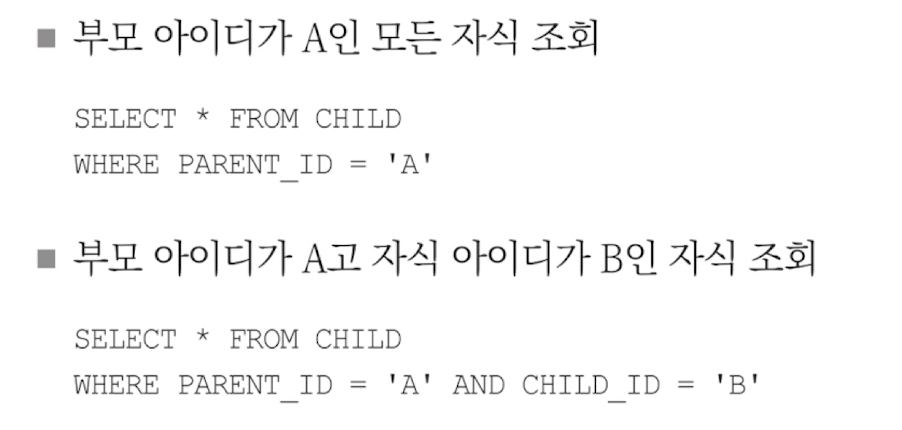 ■ 부모 아이디가 A인 모든 자식 조회
SELECT * FROM CHILD
WHERE PARENT_ID = 'A'
■ 부모 아이디가 A고 자식 아이디가 B인 자식 조회
SELECT * FROM CHILD
WHERE PARENT_ID = 'A' AND CHILD_ID = 'B'